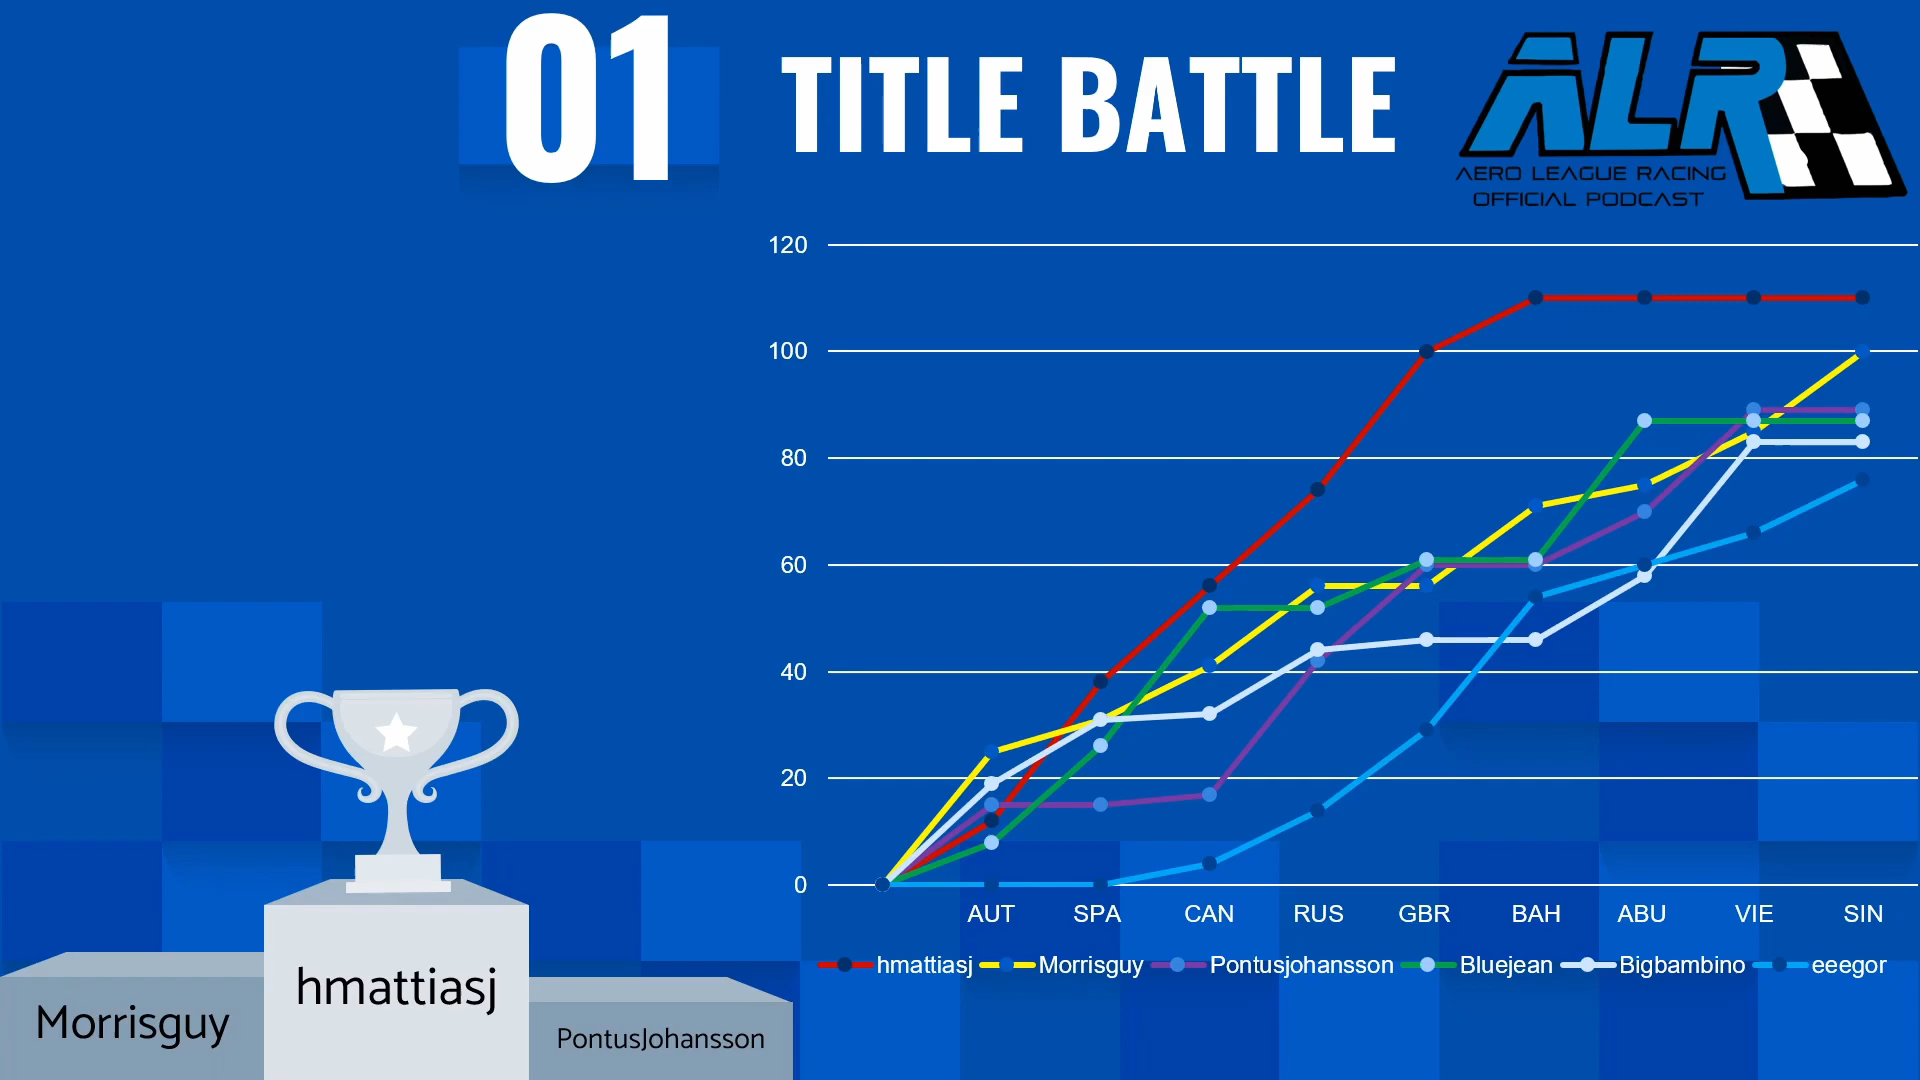 01
TITLE BATTLE
ALR
AERO LEAGUE RACING
OFFICIAL PODCAST
120
100
80
60
40
20
0
AUT SPA CAN RUS GBR BAH ABU VIE SIN
hmattiasj Morrisguy Pontusjohansson Bluejean Bigbambino eeegor
hmattiasj
Morrisguy
PontusJohansson